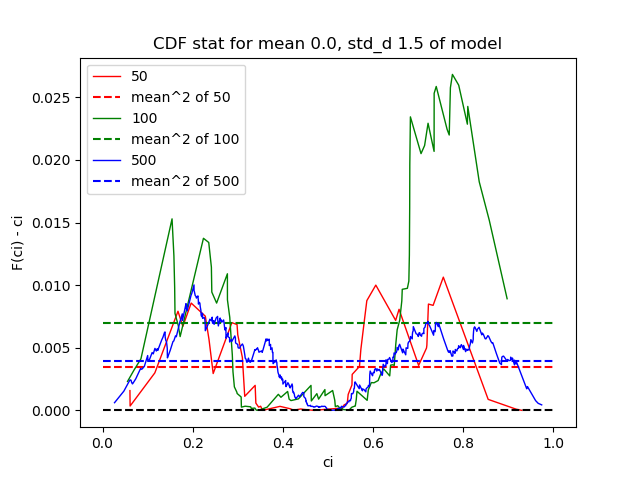 CDF stat for mean 0.0, std_d 1.5 of model
50
mean^2 of 50
100
mean^2 of 100
500
mean^2 of 500
0.025
0.020
0.015
0.010
0.005
0.000
F(ci) - ci
0.0 0.2 0.4 0.6 0.8 1.0
ci